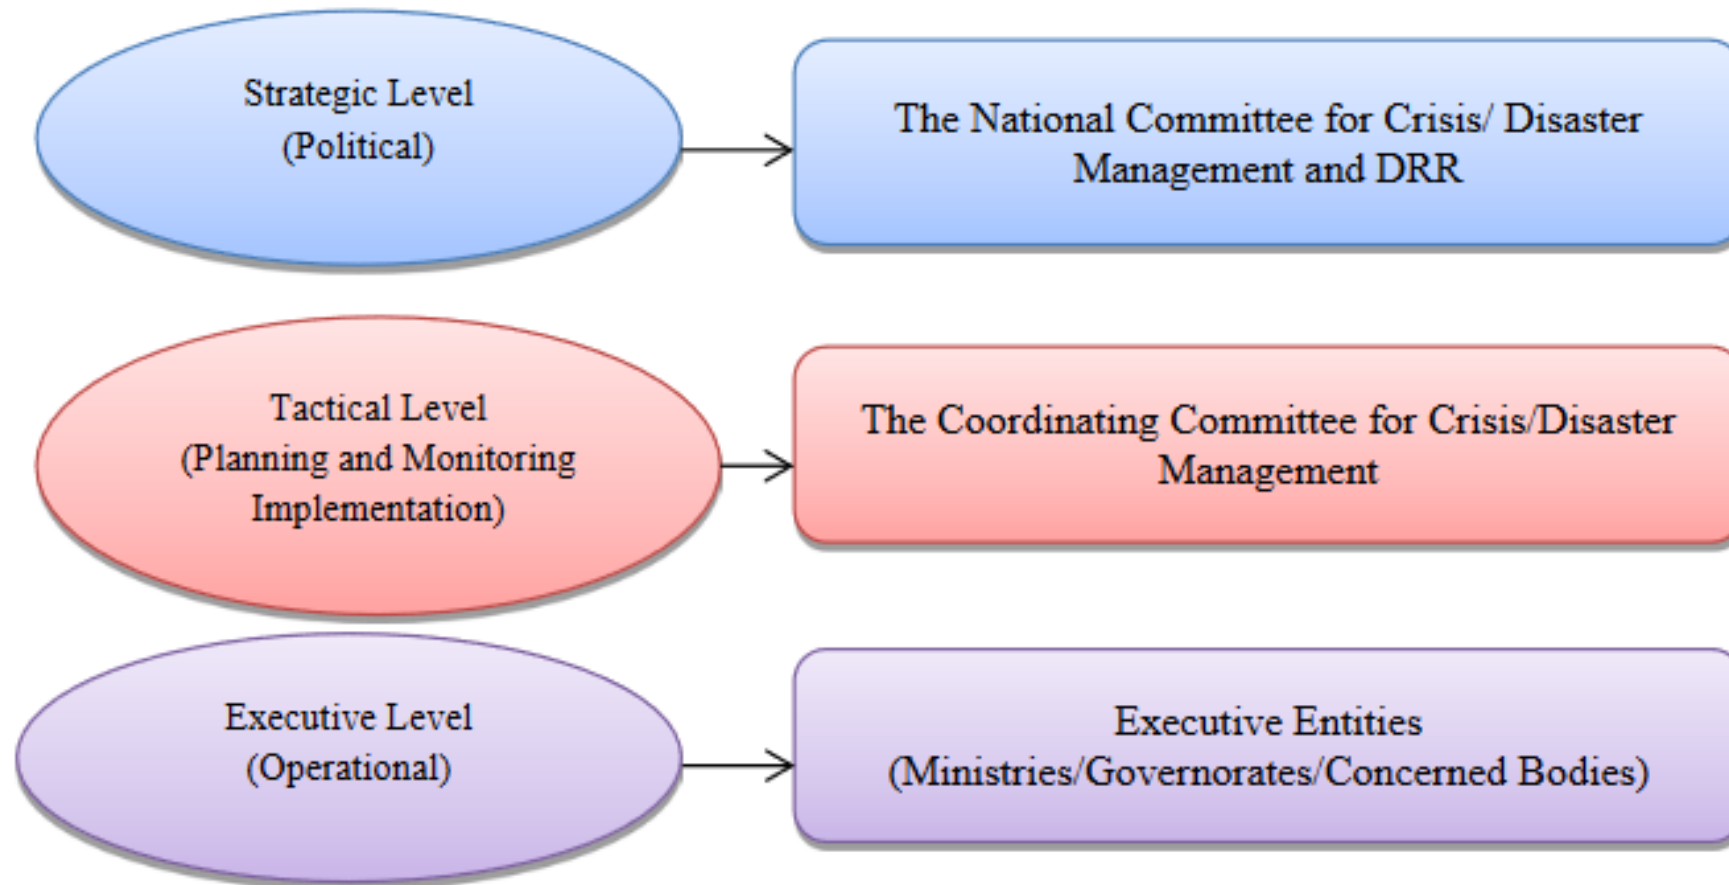 Strategic Level
(Political)
The National Committee for Crisis/ Disaster
Management and DRR
Tactical Level
(Planning and Monitoring
Implementation)
The Coordinating Committee for Crisis/Disaster
Management
Executive Level
(Operational)
Executive Entities
(Ministries/Governorates/Concerned Bodies)